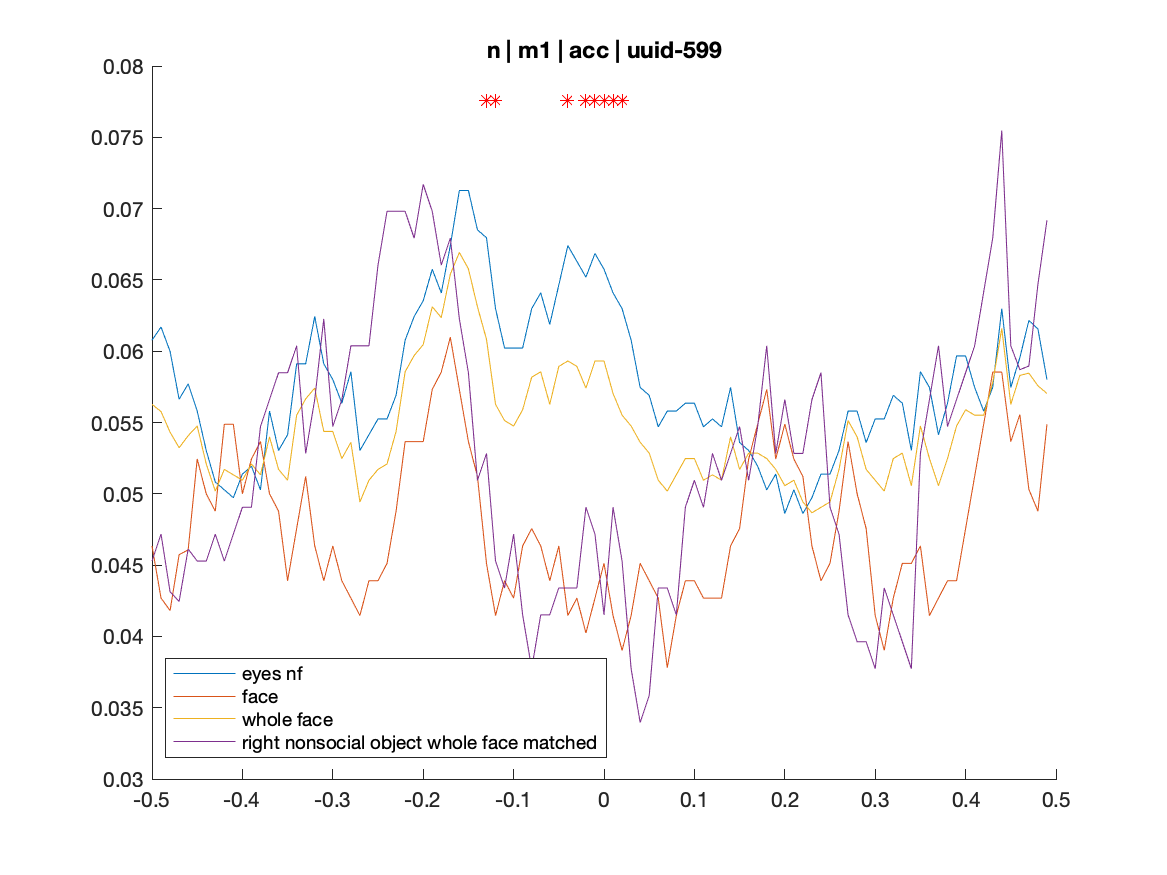 n | m1 | acc | uuid-599
0.08
0.075
0.07
0.065
0.06
0.055
0.05
0.045
0.04
0.035
0.03
eyes nf
face
whole face
right nonsocial object whole face matched
-0.5 -0.4 -0.3 -0.2 -0.1 0 0.1 0.2 0.3 0.4 0.5